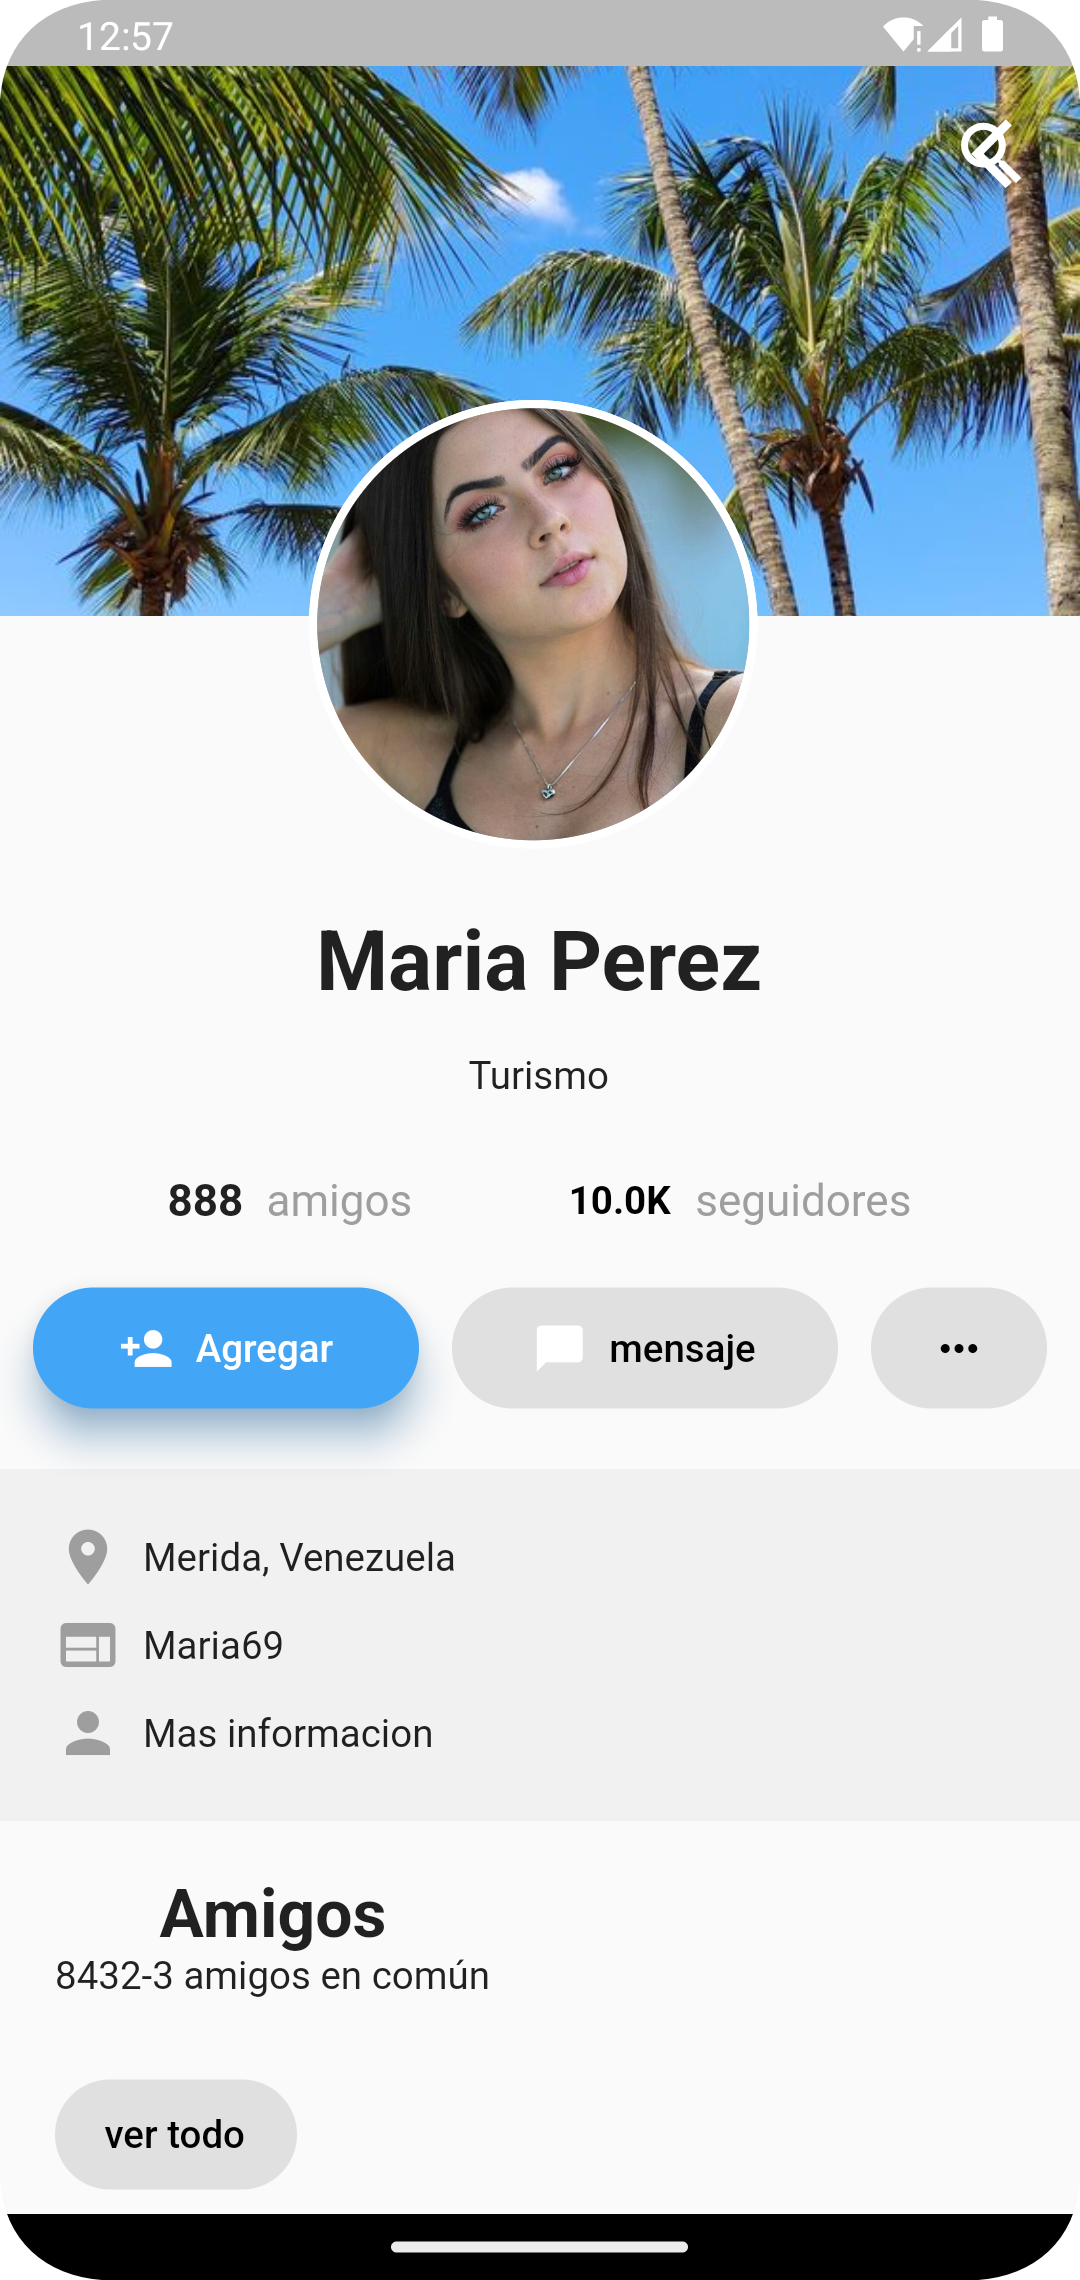 12:57
Maria Perez
Turismo
888 amigos 10.0K seguidores
Agregar mensaje •••
Merida, Venezuela
Maria69
Mas informacion
Amigos
8432-3 amigos en común
ver todo